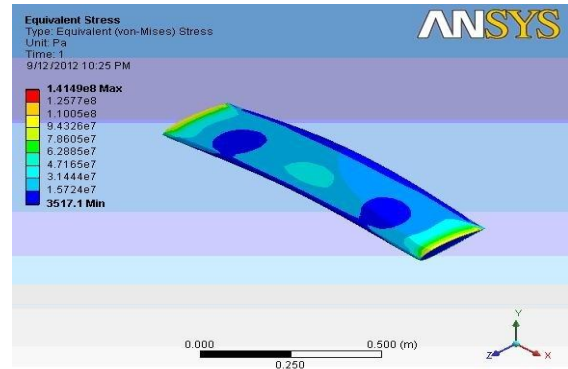 Equivalent Stress
Type: Equivalent (von-Mises) Stress
Unit: Pa
Time: 1
9/12/2012 10:25 PM
ANSYS
1.4149e8 Max
1.2577e8
1.1005e8
9.4326e7
7.8605e7
6.2885e7
4.7165e7
3.1444e7
1.5724e7
3517.1 Min
0.000 0.500 (m)
0.250
Y
Z X